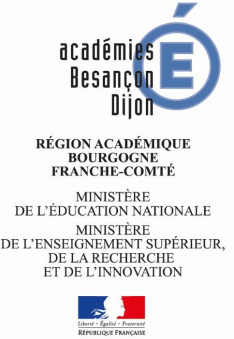 académies
Besançon
Dijon
É
RÉGION ACADÉMIQUE
BOURGOGNE
FRANCHE-COMTÉ
MINISTÈRE
DE L'ÉDUCATION NATIONALE
MINISTÈRE
DE L'ENSEIGNEMENT SUPÉRIEUR,
DE LA RECHERCHE
ET DE L'INNOVATION
Liberté • Égalité • Fraternité
RÉPUBLIQUE FRANÇAISE